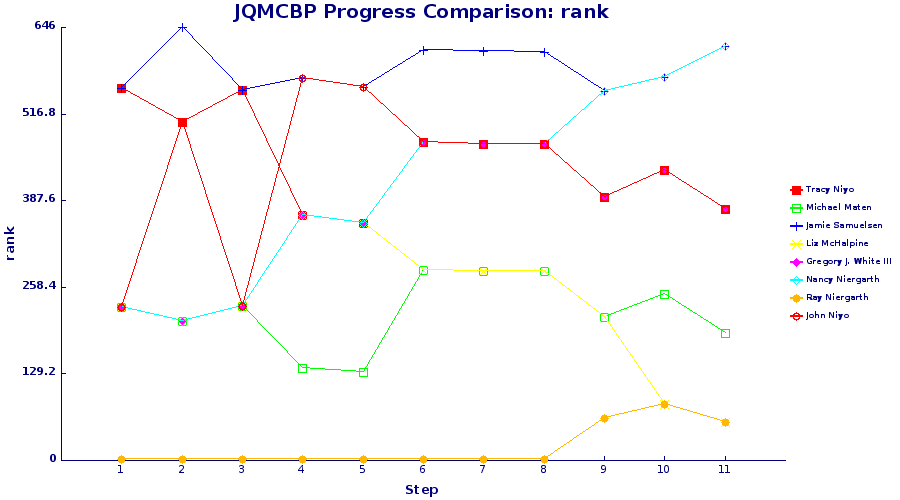 JQMCBP Progress Comparison: rank
646
516.8
387.6
258.4
129.2
0
rank
1 2 3 4 5 6 7 8 9 10 11
Step
Tracy Niyo
Michael Maten
Jamie Samuelsen
Liz McHalpine
Gregory J. White III
Nancy Niergarth
Ray Niergarth
John Niyo